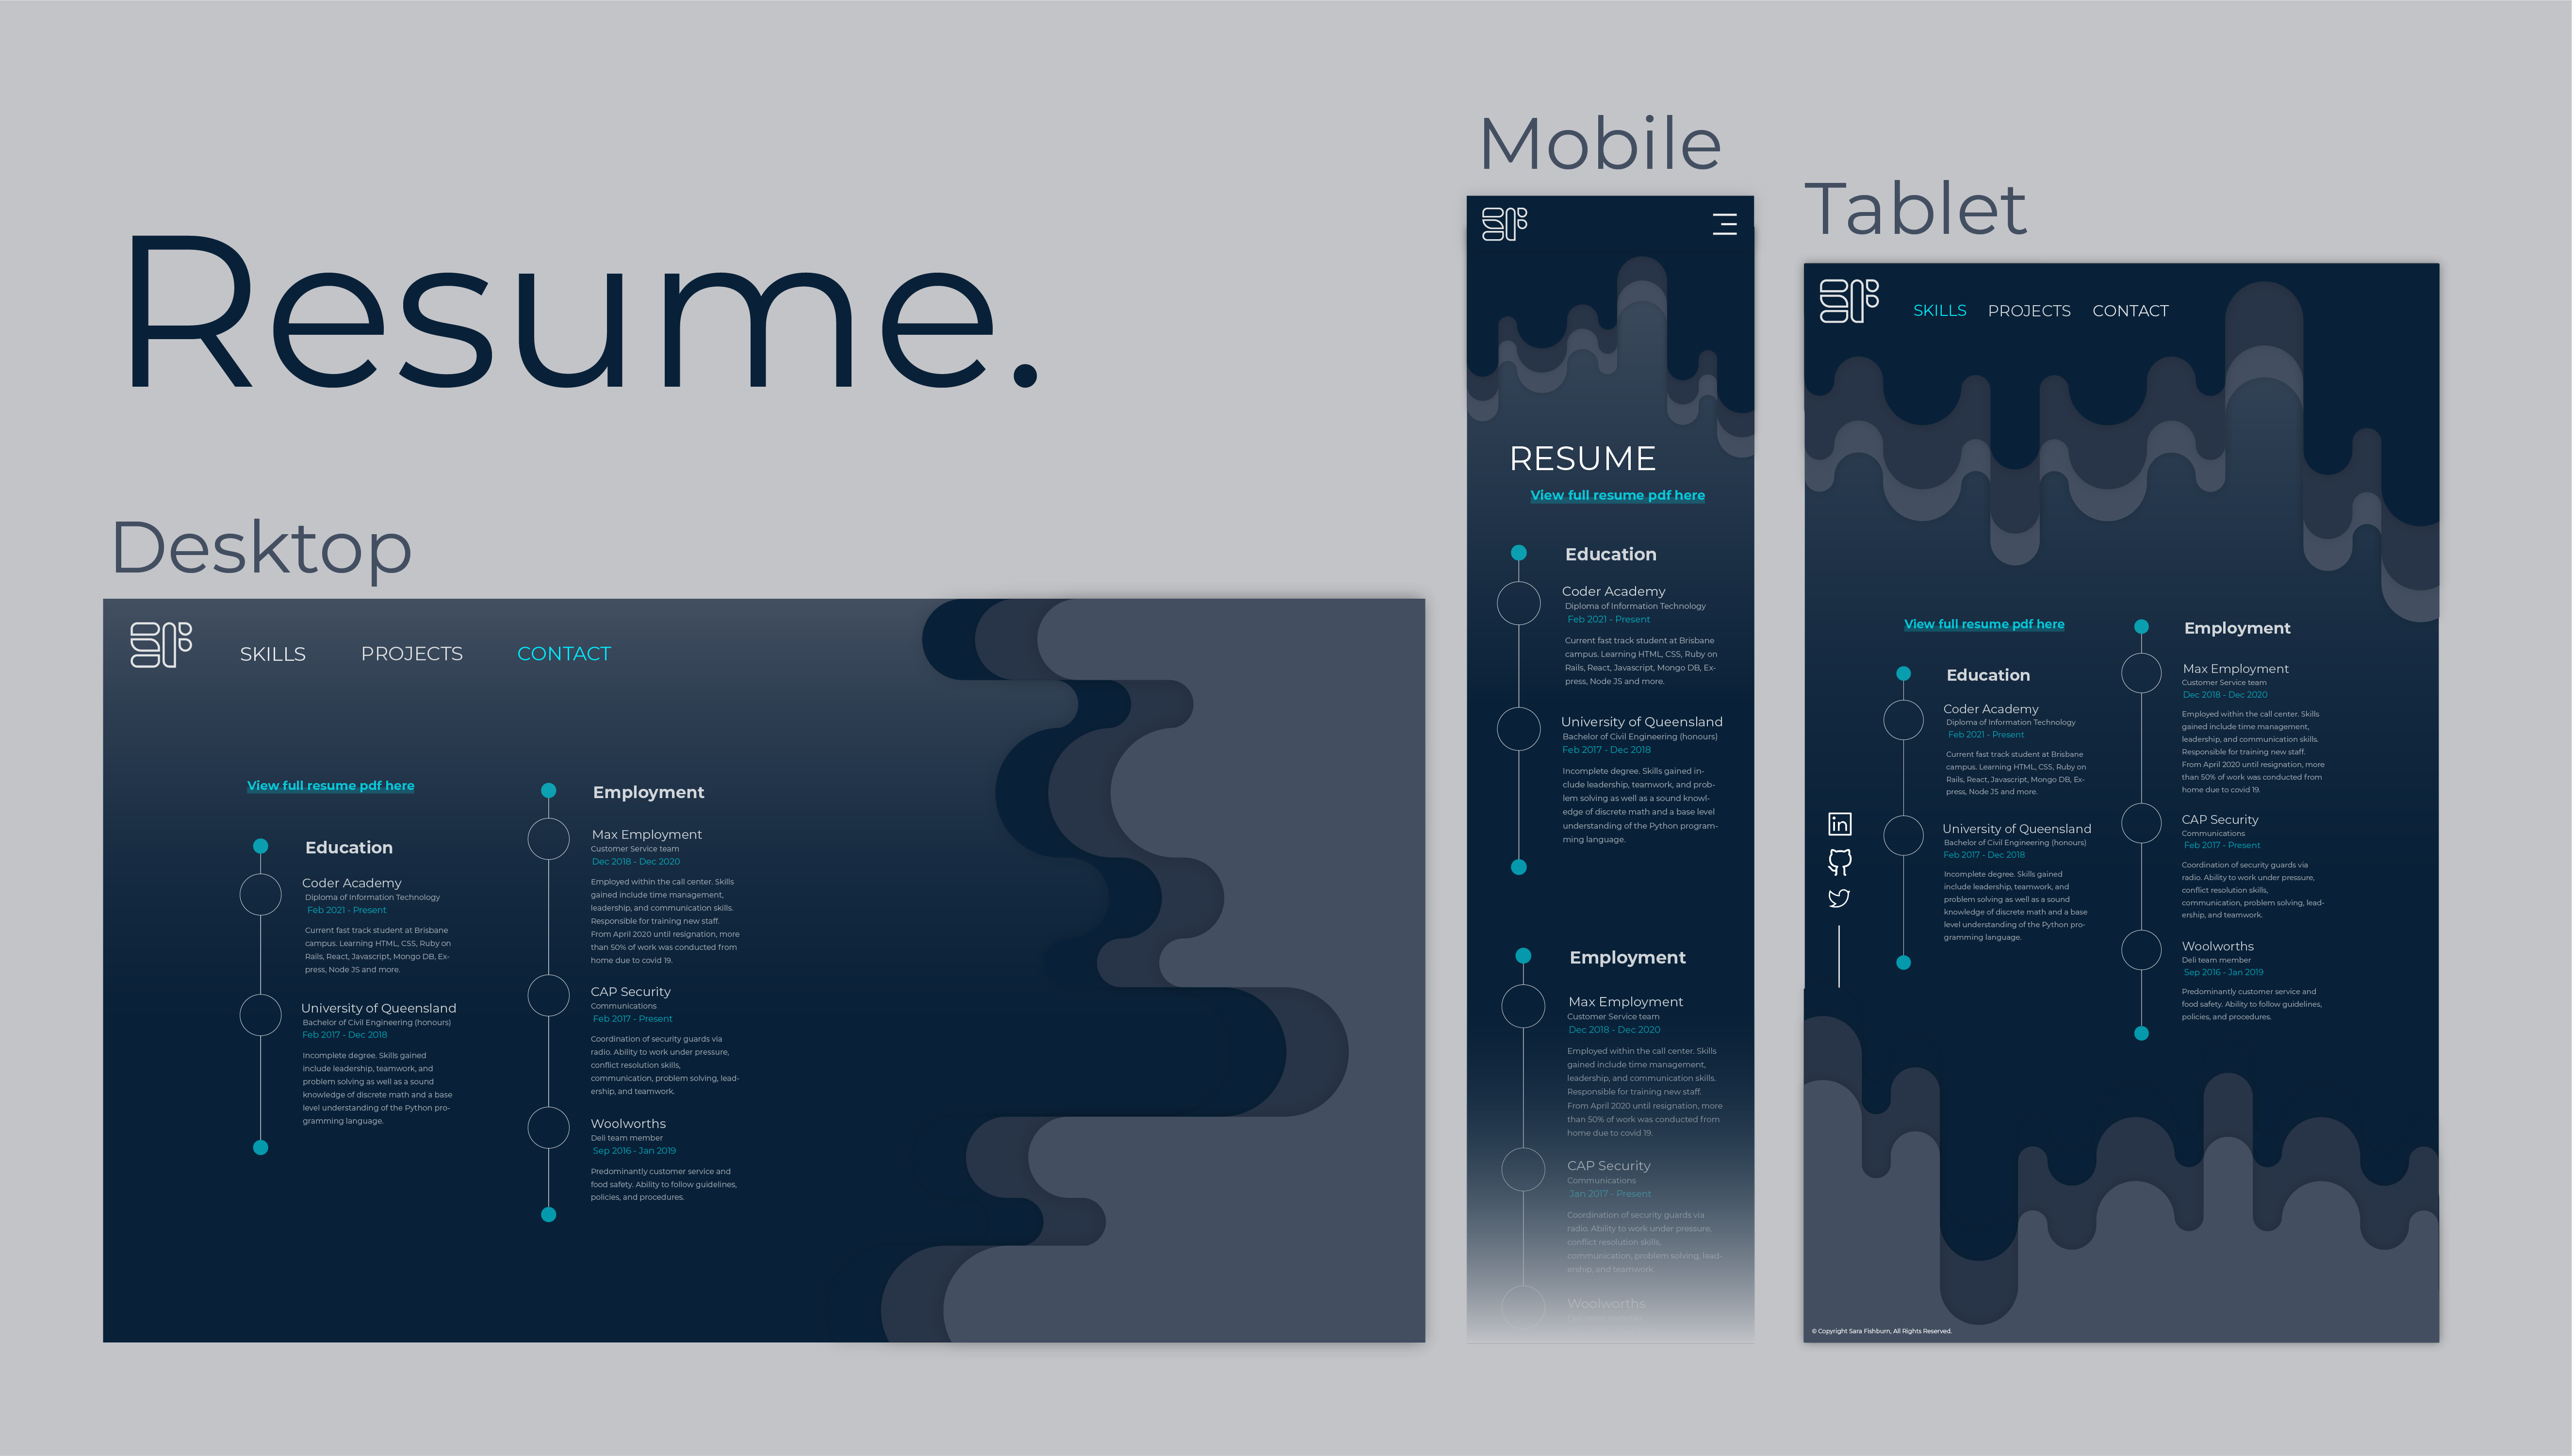 Resume.
Desktop
SKILLS PROJECTS CONTACT
View full resume pdf here
Education
Coder Academy
Diploma of Information Technology
Feb 2021 - Present
Current fast track student at Brisbane
campus. Learning HTML, CSS, Ruby on
Rails, React, Javascript, Mongo DB, Ex-
press, Node JS and more.
University of Queensland
Bachelor of Civil Engineering (honours)
Feb 2017 - Dec 2018
Incomplete degree. Skills gained
include leadership, teamwork, and
problem solving as well as a sound
knowledge of discrete math and a base
level understanding of the Python pro-
gramming language.
Employment
Max Employment
Customer Service team
Dec 2018 - Dec 2020
Employed within the call center. Skills
gained include time management,
leadership, and communication skills.
Responsible for training new staff.
From April 2020 until resignation, more
than 50% of work was conducted from
home due to covid 19.
CAP Security
Communications
Feb 2017 - Present
Coordination of security guards via
radio. Ability to work under pressure,
conflict resolution skills,
communication, problem solving, lead-
ership, and teamwork.
Woolworths
Deli team member
Sep 2016 - Jan 2019
Predominantly customer service and
food safety. Ability to follow guidelines,
policies, and procedures.
Mobile
RESUME
View full resume pdf here
Education
Coder Academy
Diploma of Information Technology
Feb 2021 - Present
Current fast track student at Brisbane
campus. Learning HTML, CSS, Ruby on
Rails, React, Javascript, Mongo DB, Ex-
press, Node JS and more.
University of Queensland
Bachelor of Civil Engineering (honours)
Feb 2017 - Dec 2018
Incomplete degree. Skills gained in-
clude leadership, teamwork, and prob-
lem solving as well as a sound knowl-
edge of discrete math and a base level
understanding of the Python program-
ming language.
Employment
Max Employment
Customer Service team
Dec 2018 - Dec 2020
Employed within the call center. Skills
gained include time management,
leadership, and communication skills.
Responsible for training new staff.
From April 2020 until resignation, more
than 50% of work was conducted from
home due to covid 19.
CAP Security
Communications
Jan 2017 - Present
Coordination of security guards via
radio. Ability to work under pressure,
conflict resolution skills,
communication, problem solving, lead-
ership, and teamwork.
Woolworths
Tablet
SKILLS PROJECTS CONTACT
View full resume pdf here
Education
Coder Academy
Diploma of Information Technology
Feb 2021 - Present
Current fast track student at Brisbane
campus. Learning HTML, CSS, Ruby on
Rails, React, Javascript, Mongo DB, Ex-
press, Node JS and more.
University of Queensland
Bachelor of Civil Engineering (honours)
Feb 2017 - Dec 2018
Incomplete degree. Skills gained
include leadership, teamwork, and
problem solving as well as a sound
knowledge of discrete math and a base
level understanding of the Python pro-
gramming language.
Employment
Max Employment
Customer Service team
Dec 2018 - Dec 2020
Employed within the call center. Skills
gained include time management,
leadership, and communication skills.
Responsible for training new staff.
From April 2020 until resignation, more
than 50% of work was conducted from
home due to covid 19.
CAP Security
Communications
Feb 2017 - Present
Coordination of security guards via
radio. Ability to work under pressure,
conflict resolution skills,
communication, problem solving, lead-
ership, and teamwork.
Woolworths
Deli team member
Sep 2016 - Jan 2019
Predominantly customer service and
food safety. Ability to follow guidelines,
policies, and procedures.
in
© Copyright Sara Fishburn, All Rights Reserved.